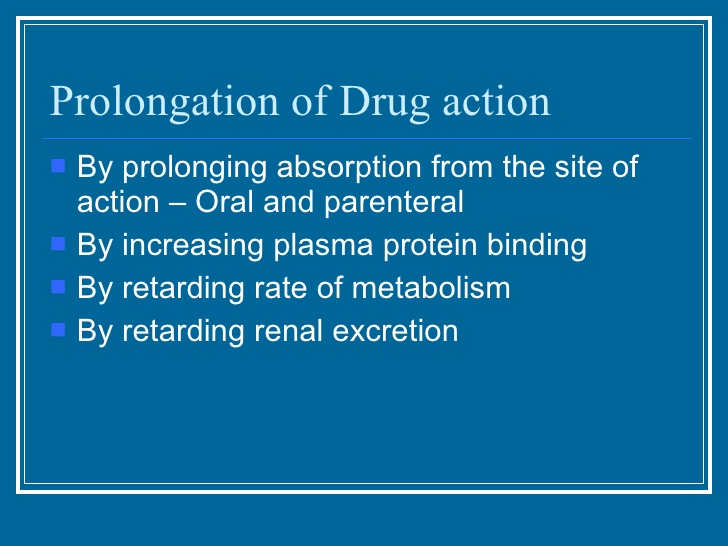 Prolongation of Drug action
By prolonging absorption from the site of
action – Oral and parenteral
By increasing plasma protein binding
By retarding rate of metabolism
By retarding renal excretion